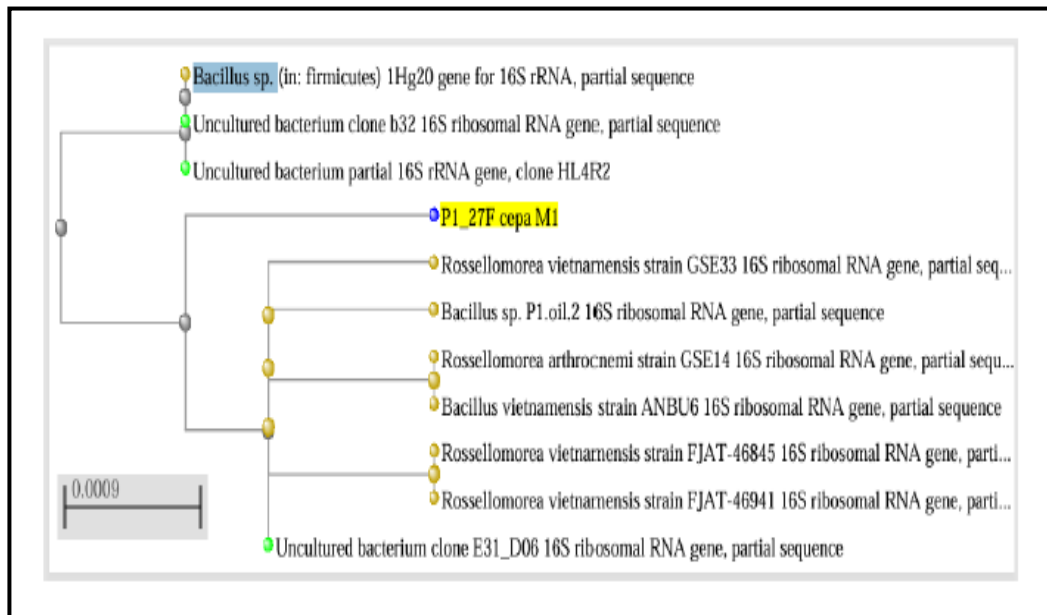 Bacillus sp. (in: firmicutes) 1Hg20 gene for 16S rRNA, partial sequence
Uncultured bacterium clone b32 16S ribosomal RNA gene, partial sequence
Uncultured bacterium partial 16S rRNA gene, clone HL4R2
P1_27F cepa M1
Rossellomorea vietnamensis strain GSE33 16S ribosomal RNA gene, partial seq...
Bacillus sp. P1.oil.2 16S ribosomal RNA gene, partial sequence
Rossellomorea arthrocnemi strain GSE14 16S ribosomal RNA gene, partial sequ...
Bacillus vietnamensis strain ANBU6 16S ribosomal RNA gene, partial sequence
Rossellomorea vietnamensis strain FJAT-46845 16S ribosomal RNA gene, parti...
Rossellomorea vietnamensis strain FJAT-46941 16S ribosomal RNA gene, parti...
0.0009
Uncultured bacterium clone E31_D06 16S ribosomal RNA gene, partial sequence